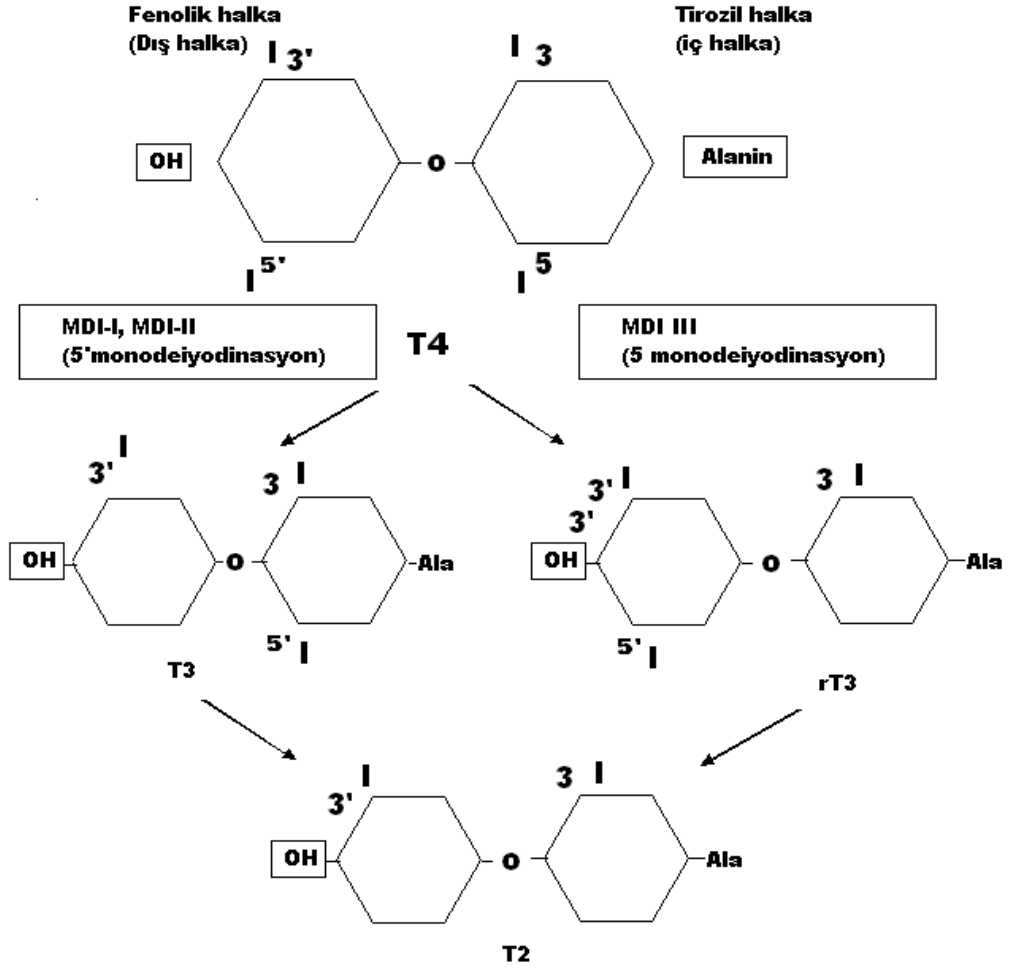 Fenolik halka
(Dış halka)
Tirozil halka
(iç halka)
I 3'
I 3
OH
O
Alanin
I 5'
I 5
MDI-I, MDI-II
(5'monodeiyodinasyon)
T4
MDI III
(5 monodeiyodinasyon)
3' I
3 I
3' I
3'
3 I
OH
O
Ala
OH
O
Ala
5' I
5' I
T3
rT3
3' I
3 I
OH
O
Ala
T2